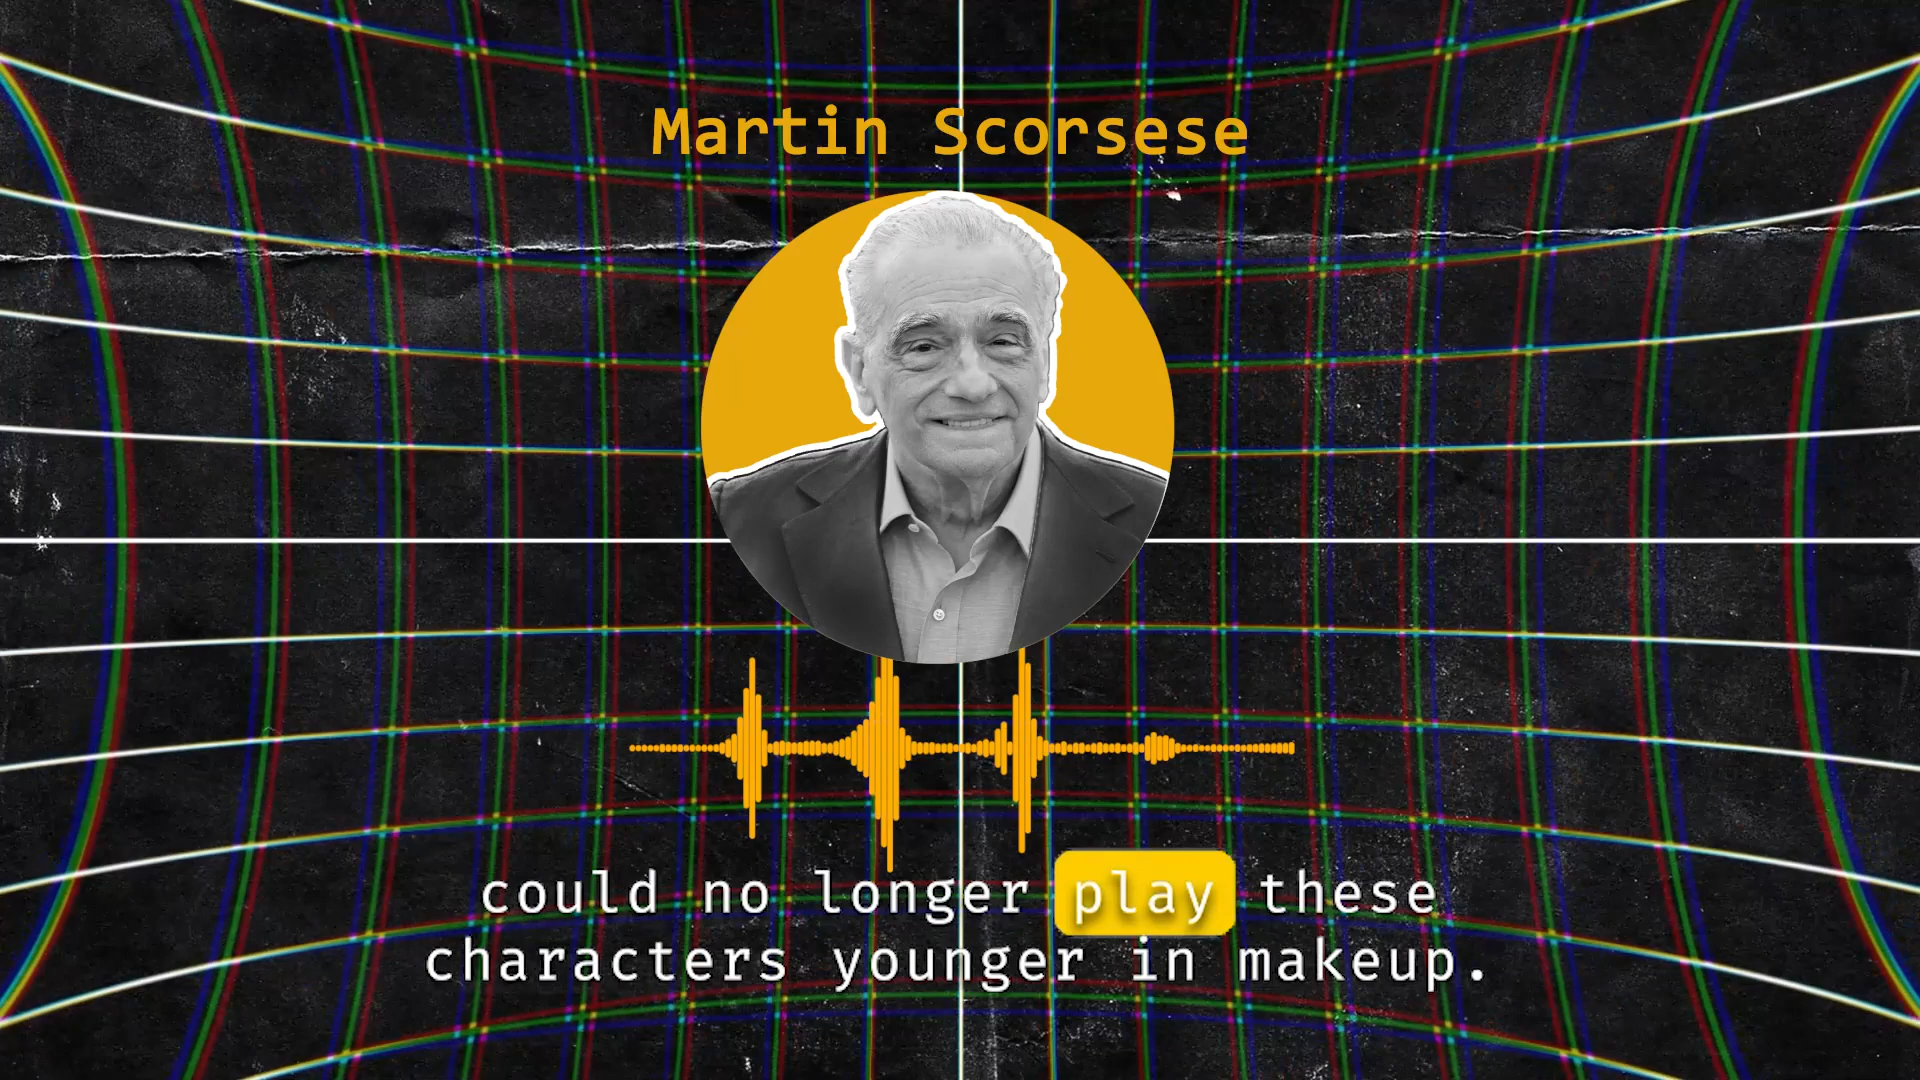 Martin Scorsese
could no longer play these
characters younger in makeup.